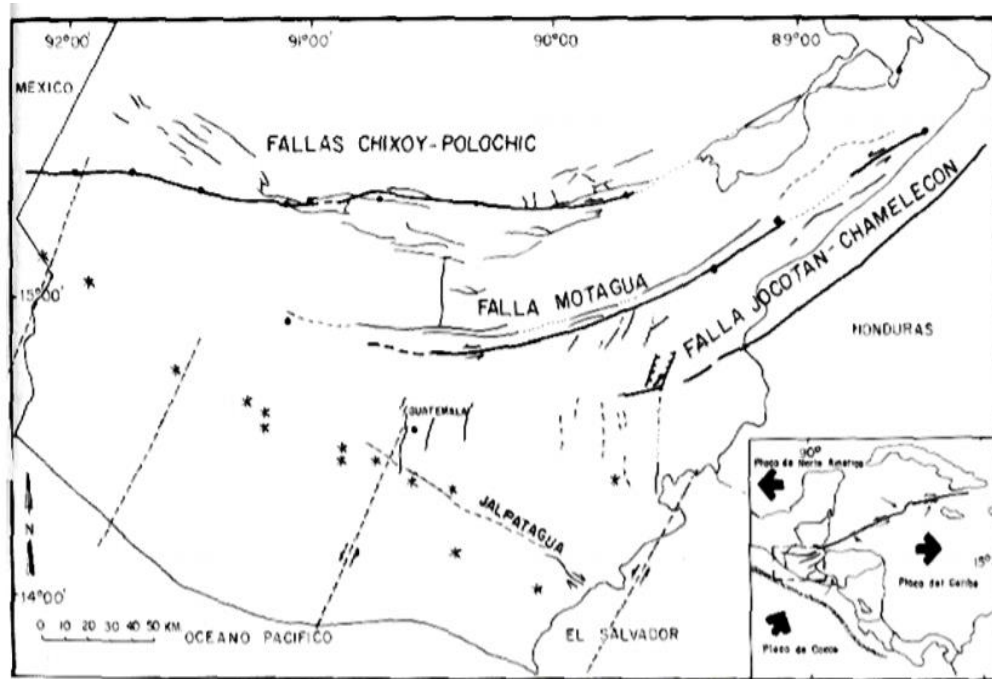 92°00'
91°00'
90°00'
89°00'
MEXICO
FALLAS CHIXOY-POLOCHIC
FALLA MOTAGUA
FALLA JOCOTAN-CHAMELECON
15°00'
HONDURAS
GUATEMALA
JALPATAGUA
N
14°00'
0 10 20 30 40 50 KM.
OCEANO PACIFICO
EL SALVADOR
90°
Placa de Norte América
15°
Placa del Caribe
Placa de Cocos